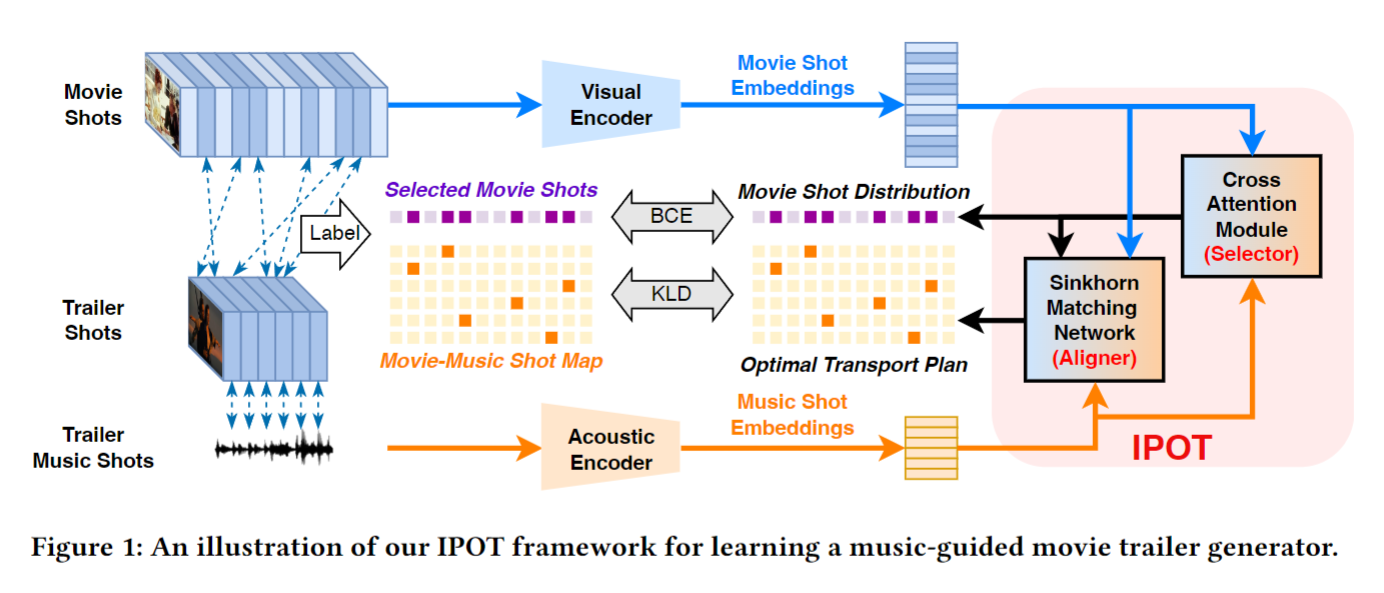 Movie
Shots
Visual
Encoder
Movie Shot
Embeddings
Cross
Attention
Module
(Selector)
Selected Movie Shots
Movie Shot Distribution
Label
BCE
KLD
Trailer
Shots
Sinkhorn
Matching
Network
(Aligner)
Movie-Music Shot Map
Optimal Transport Plan
Trailer
Music Shots
Acoustic
Encoder
Music Shot
Embeddings
IPOT
Figure 1: An illustration of our IPOT framework for learning a music-guided movie trailer generator.